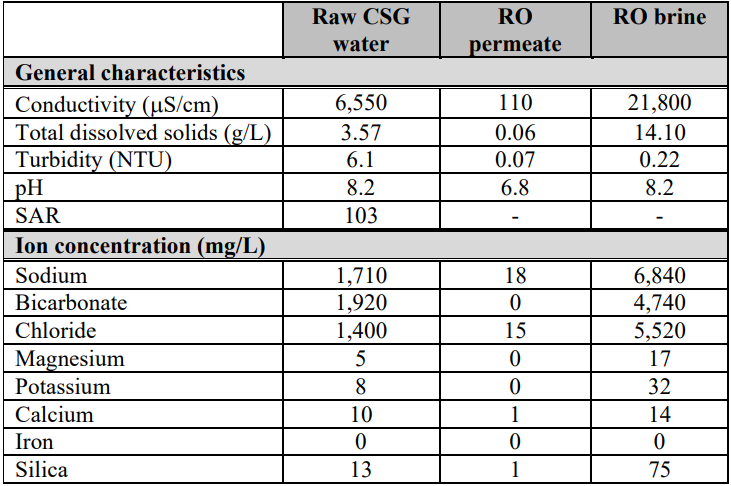 Raw CSG water RO permeate RO brine
General characteristics
Conductivity (μS/cm) 6,550 110 21,800
Total dissolved solids (g/L) 3.57 0.06 14.10
Turbidity (NTU) 6.1 0.07 0.22
pH 8.2 6.8 8.2
SAR 103 - -
Ion concentration (mg/L)
Sodium 1,710 18 6,840
Bicarbonate 1,920 0 4,740
Chloride 1,400 15 5,520
Magnesium 5 0 17
Potassium 8 0 32
Calcium 10 1 14
Iron 0 0 0
Silica 13 1 75